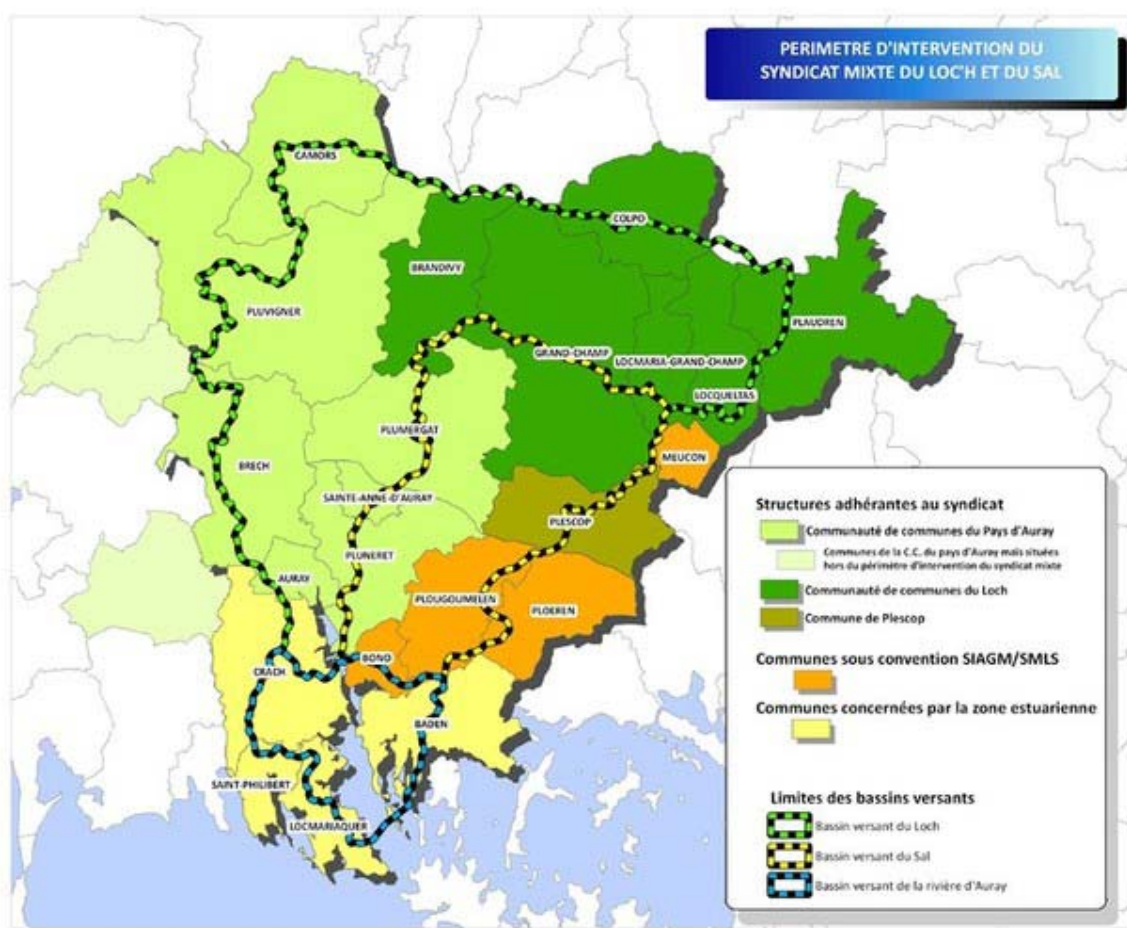 PERIMETRE D'INTERVENTION DU
SYNDICAT MIXTE DU LOC'H ET DU SAL
CAMORS
COLPO
BRANDIVY
PLUVIGNER
PLAUDREN
GRAND-CHAMP
LOCMARIA-GRAND-CHAMP
LOCQUELTAS
PLUMERGAT
MEUCON
BRECH
SAINTE-ANNE-D'AURAY
PLESCOP
PLUNERET
AURAY
PLOUGOUMELEN
PLOEREN
BONO
CRACH
BADEN
SAINT-PHILIBERT
LOCMARIAQUER
Structures adhérantes au syndicat
Communauté de communes du Pays d'Auray
Communes de la C.C. du pays d'Auray mais situées
hors du périmètre d'intervention du syndicat mixte
Communauté de communes du Loch
Commune de Plescop
Communes sous convention SIAGM/SMLS
Communes concernées par la zone estuarienne
Limites des bassins versants
Bassin versant du Loch
Bassin versant du Sal
Bassin versant de la rivière d'Auray